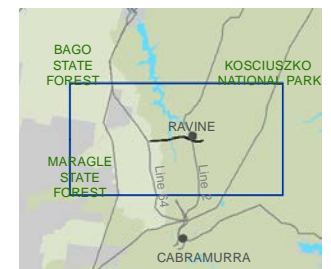 BAGO
STATE
FOREST
KOSCIUSZKO
NATIONAL PARK
RAVINE
MARAGLE
STATE
FOREST
Line 64
Line 2
CABRAMURRA